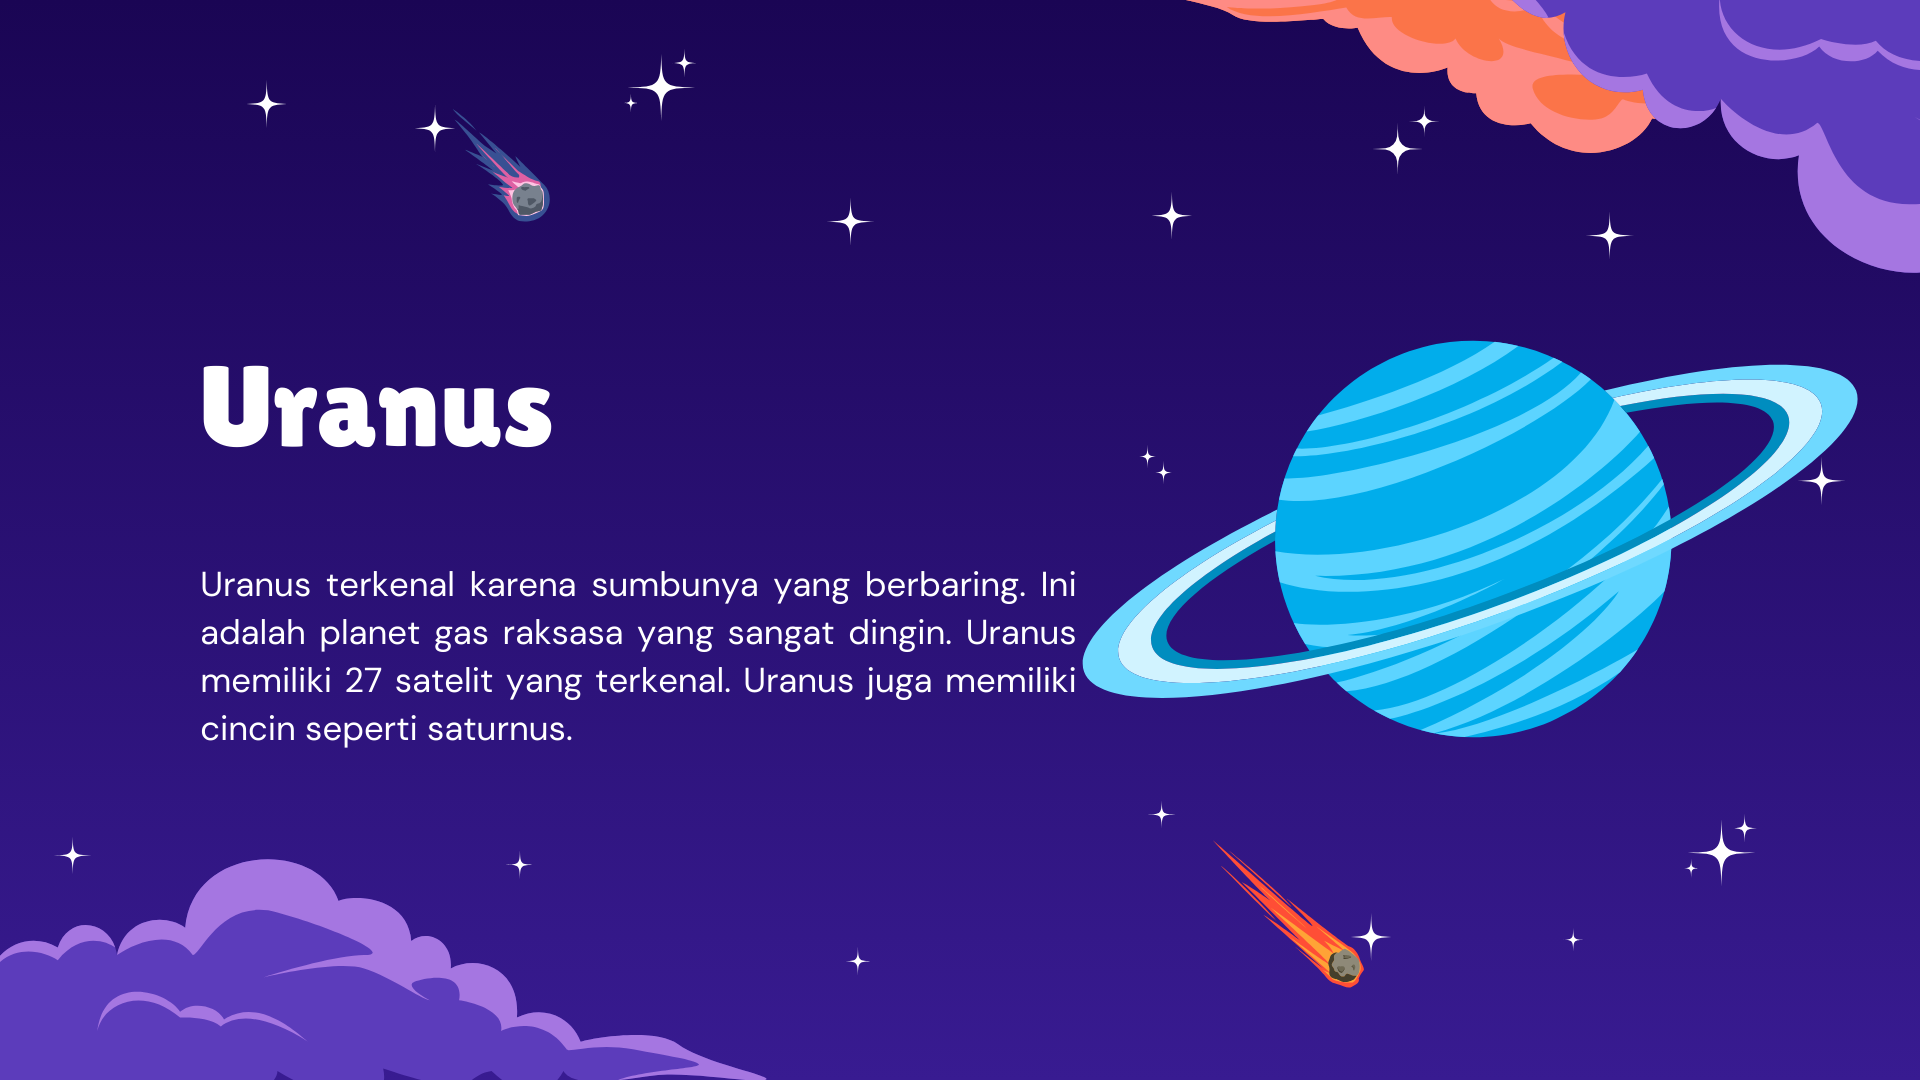 Uranus
Uranus terkenal karena sumbunya yang berbaring. Ini
adalah planet gas raksasa yang sangat dingin. Uranus
memiliki 27 satelit yang terkenal. Uranus juga memiliki
cincin seperti saturnus.